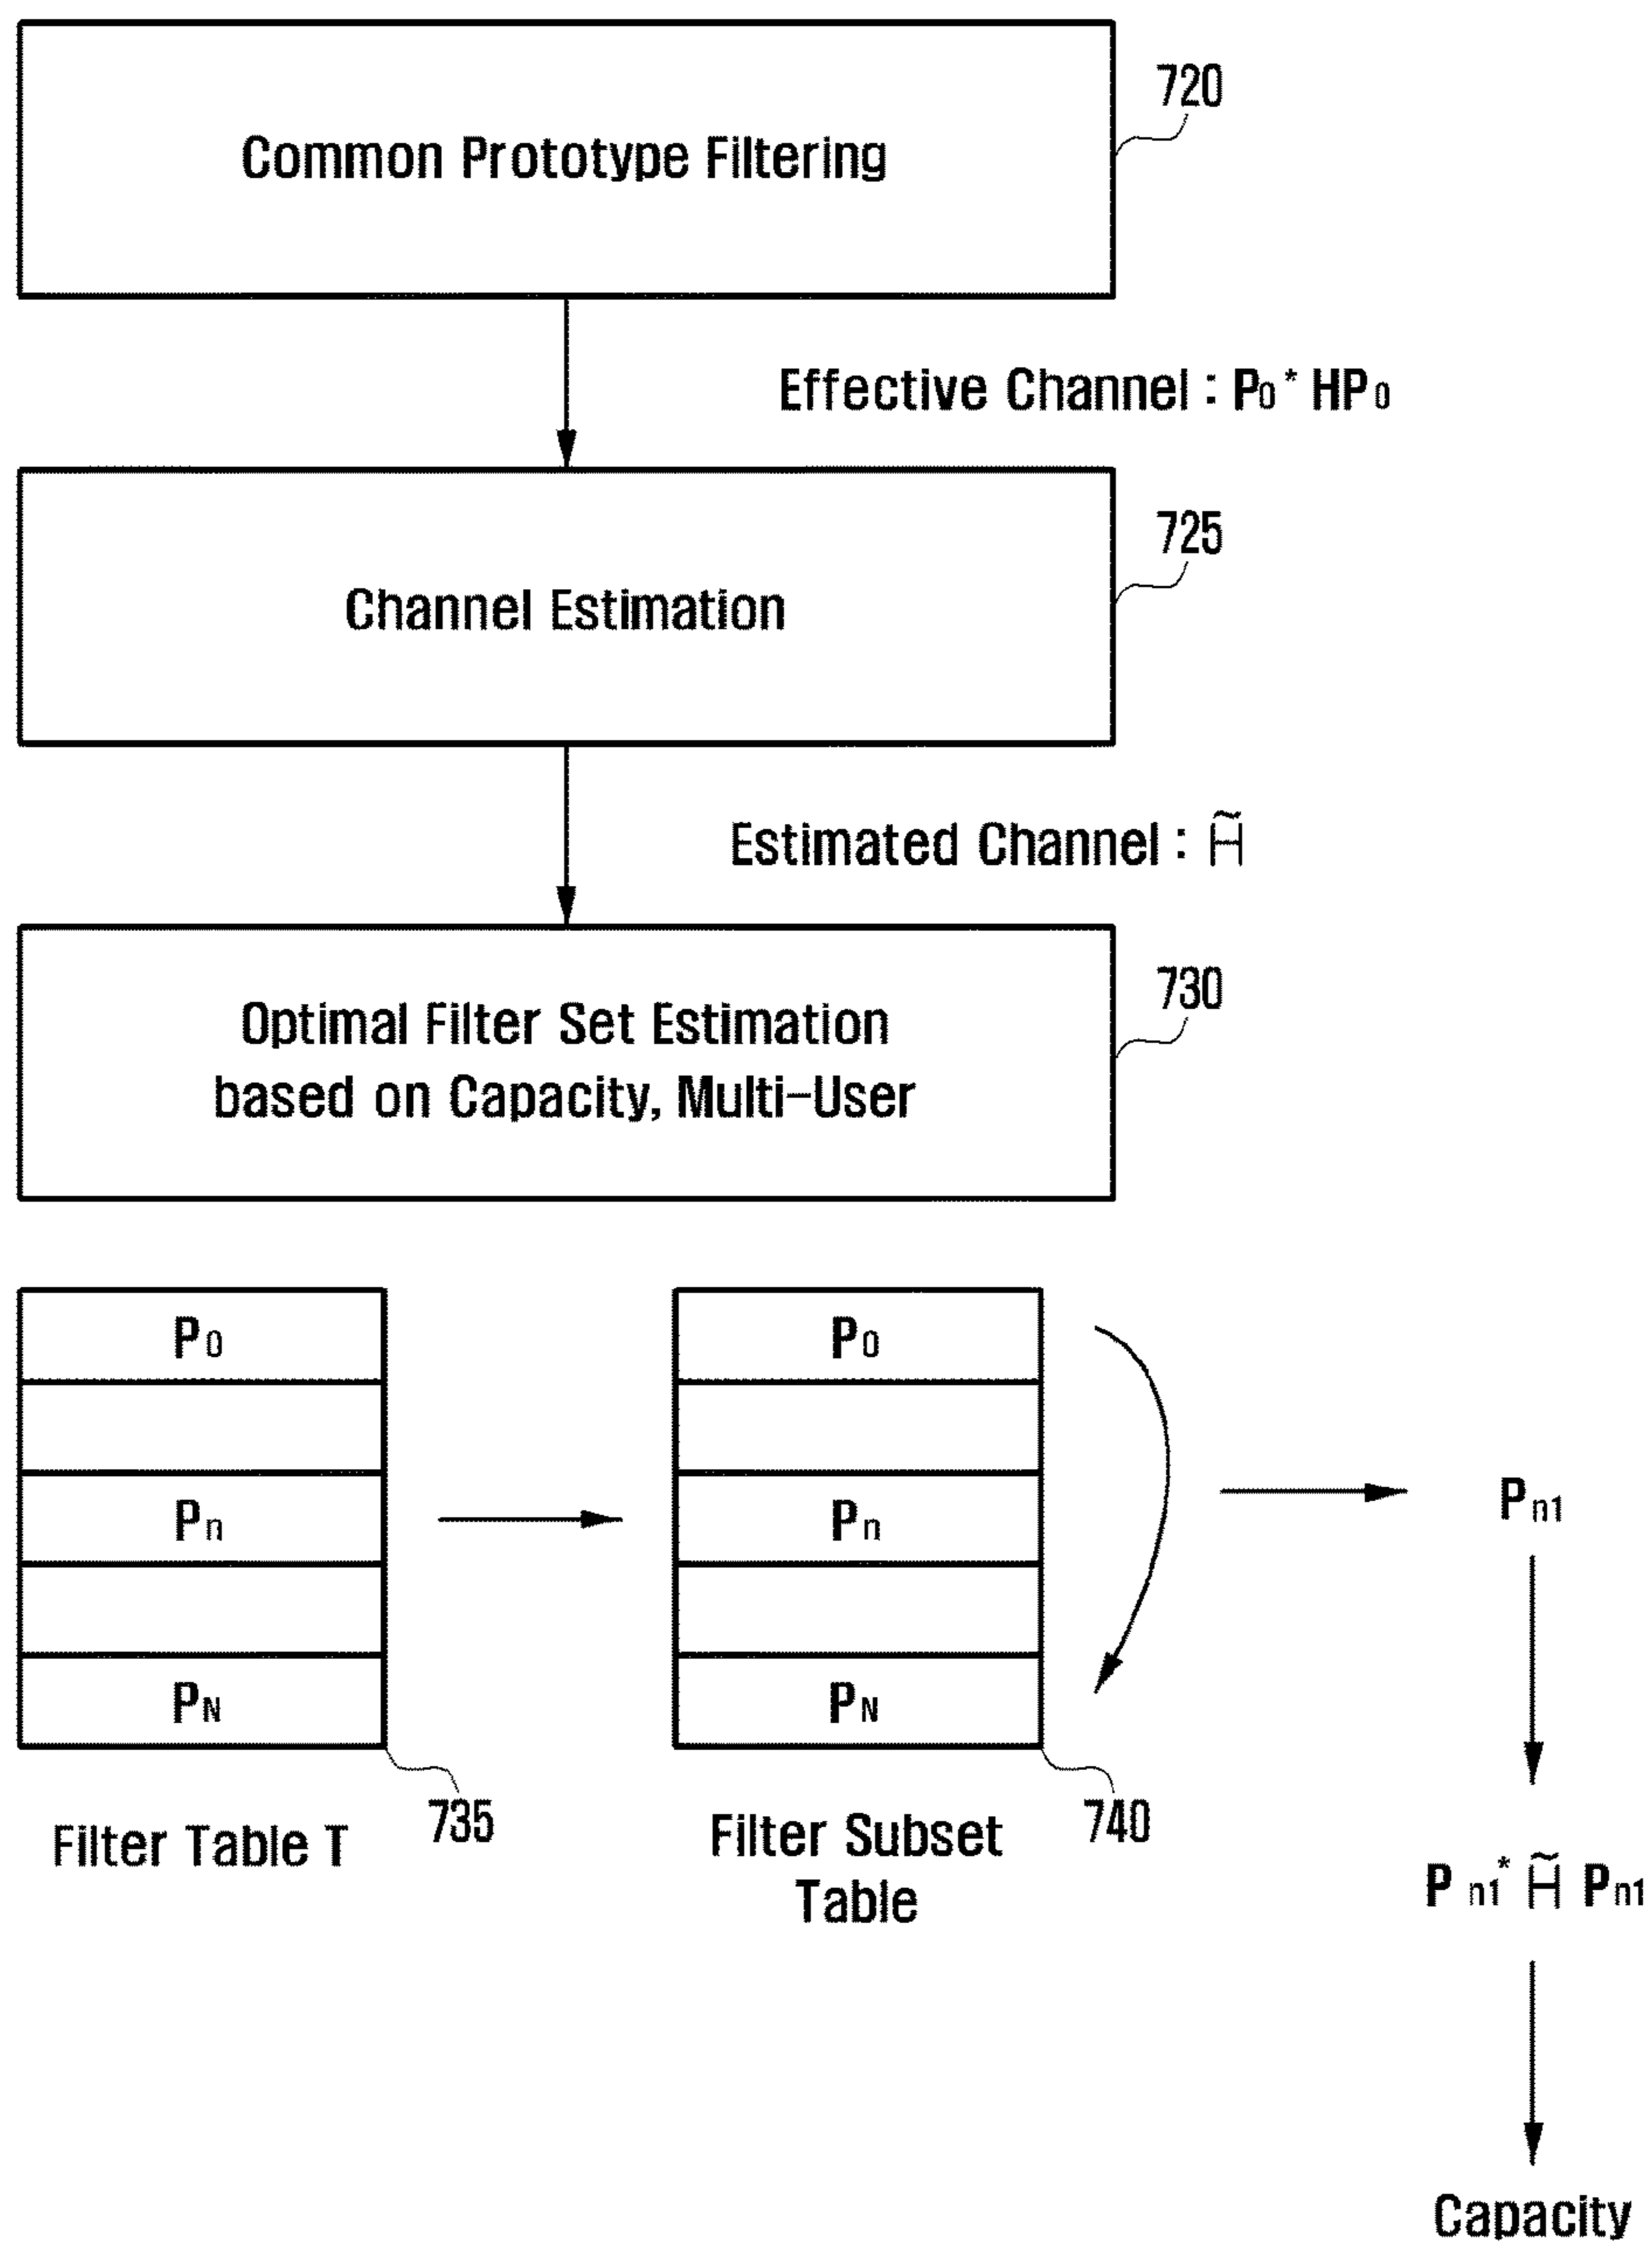 720
Common Prototype Filtering
Effective Channel : P0* HP0
725
Channel Estimation
Estimated Channel : H̃
730
Optimal Filter Set Estimation
based on Capacity, Multi-User
P0
Pn
PN
735
Filter Table T
P0
Pn
PN
740
Filter Subset
Table
Pn1
Pn1* H̃ Pn1
Capacity